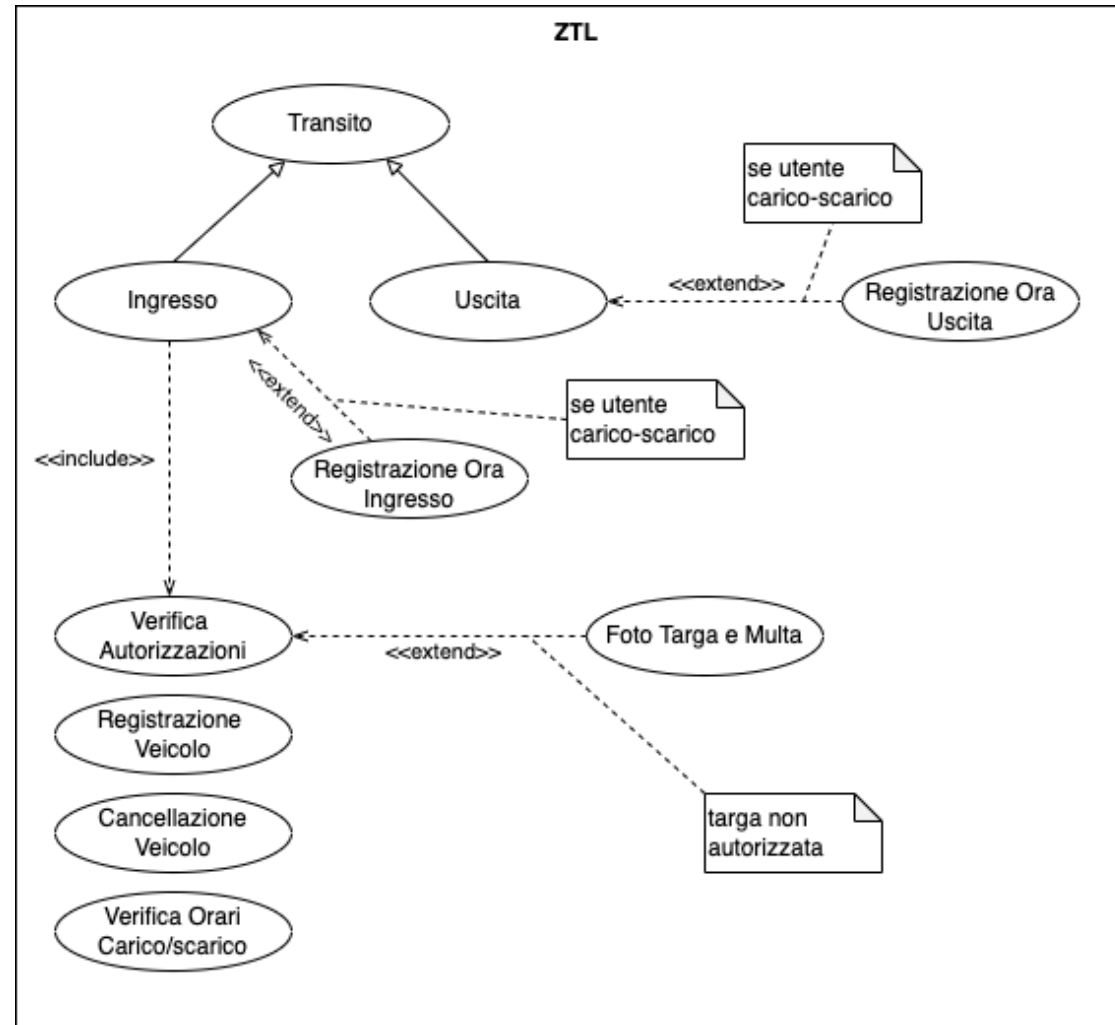 ZTL
Transito
se utente
carico-scarico
Ingresso
Uscita
<<extend>>
Registrazione Ora
Uscita
<<extend>>
se utente
carico-scarico
<<include>>
Registrazione Ora
Ingresso
Verifica
Autorizzazioni
<<extend>>
Foto Targa e Multa
Registrazione
Veicolo
targa non
autorizzata
Cancellazione
Veicolo
Verifica Orari
Carico/scarico